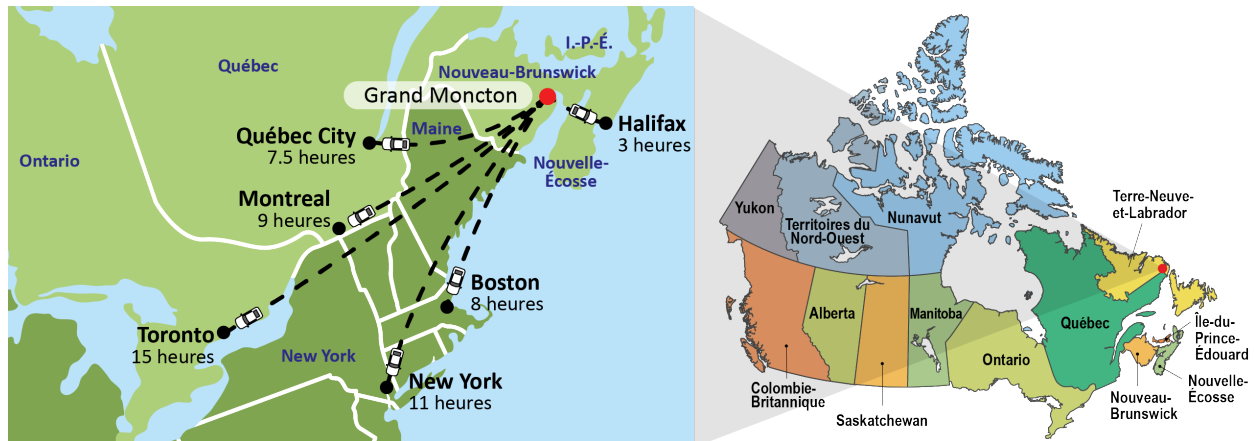 I.-P.-É.
Québec
Nouveau-Brunswick
Grand Moncton
Halifax
3 heures
Maine
Québec City
7.5 heures
Ontario
Nouvelle-
Écosse
Montreal
9 heures
Boston
8 heures
Toronto
15 heures
New York
New York
11 heures
Yukon
Territoires du
Nord-Ouest
Nunavut
Terre-Neuve-
et-Labrador
Alberta
Manitoba
Québec
Ontario
Île-du-
Prince-
Édouard
Colombie-
Britannique
Saskatchewan
Nouveau-
Brunswick
Nouvelle-
Écosse